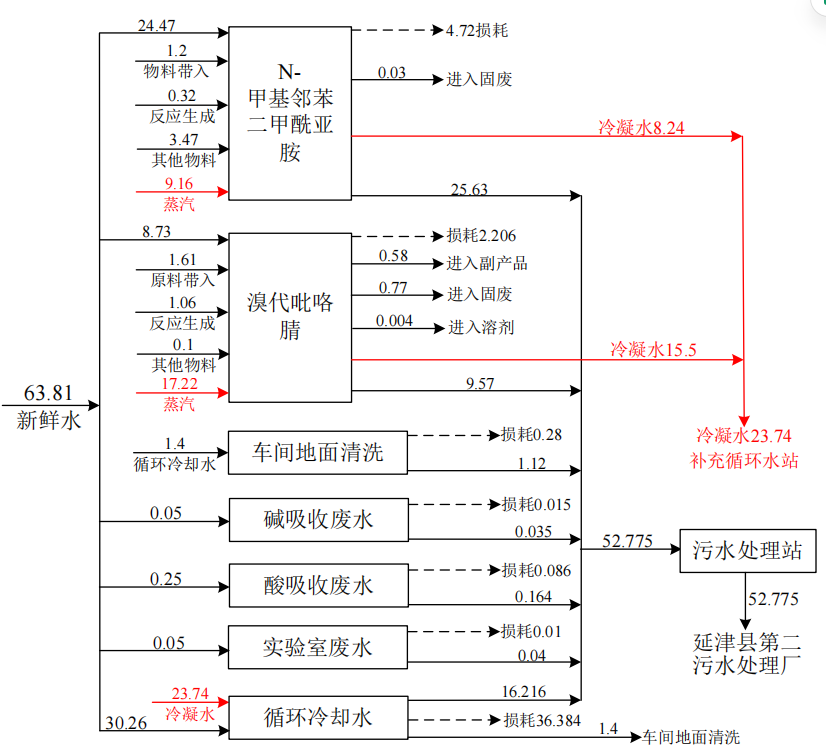 24.47
1.2
物料带入
0.32
反应生成
3.47
其他物料
9.16
蒸汽
N-
甲基邻苯
二甲酰亚
胺
4.72损耗
0.03
进入固废
冷凝水8.24
25.63
8.73
1.61
原料带入
1.06
反应生成
0.1
其他物料
17.22
蒸汽
溴代吡咯
腈
损耗2.206
0.58
进入副产品
0.77
进入固废
0.004
进入溶剂
冷凝水15.5
9.57
63.81
新鲜水
冷凝水23.74
补充循环水站
1.4
循环冷却水
车间地面清洗
损耗0.28
1.12
0.05
碱吸收废水
损耗0.015
0.035
52.775
污水处理站
52.775
延津县第二
污水处理厂
0.25
酸吸收废水
损耗0.086
0.164
0.05
实验室废水
损耗0.01
0.04
23.74
冷凝水
30.26
循环冷却水
16.216
损耗36.384
1.4
车间地面清洗